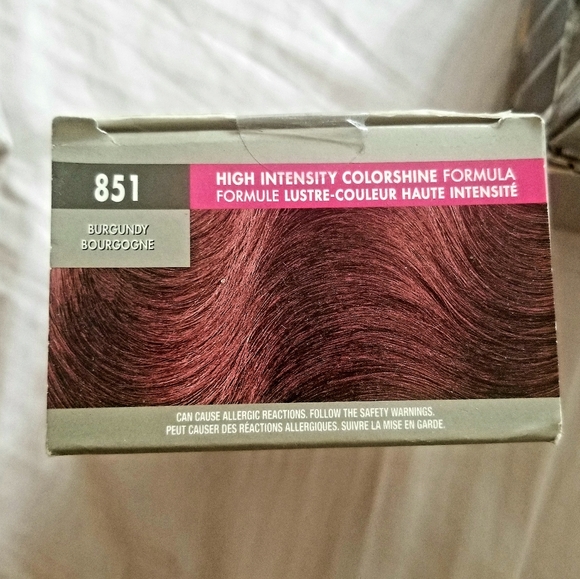 851
HIGH INTENSITY COLORSHINE FORMULA
FORMULE LUSTRE-COULEUR HAUTE INTENSITÉ
BURGUNDY
BOURGOGNE
CAN CAUSE ALLERGIC REACTIONS. FOLLOW THE SAFETY WARNINGS.
PEUT CAUSER DES RÉACTIONS ALLERGIQUES. SUIVRE LA MISE EN GARDE.